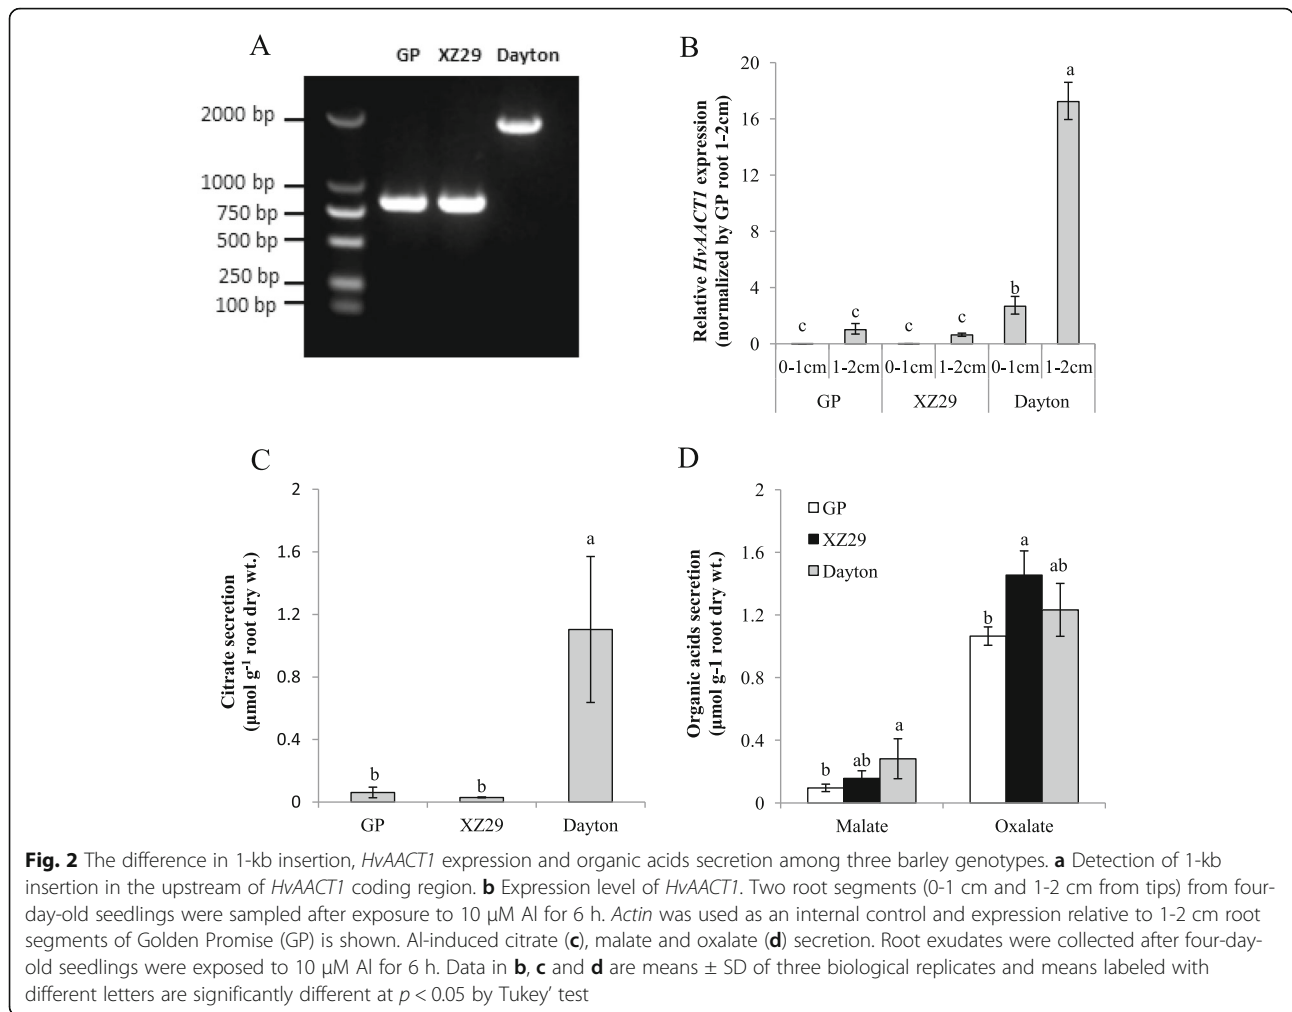 A
GP XZ29 Dayton
2000 bp
1000 bp
750 bp
500 bp
250 bp
100 bp
B
Relative HvAACT1 expression
(normalized by GP root 1-2cm)
20
16
12
8
4
0
c c c c b a
0-1cm 1-2cm 0-1cm 1-2cm 0-1cm 1-2cm
GP XZ29 Dayton
C
Citrate secretion
(μmol g-1 root dry wt.)
2
1.6
1.2
0.8
0.4
0
b b a
GP XZ29 Dayton
D
Organic acids secretion
(μmol g-1 root dry wt.)
2
1.6
1.2
0.8
0.4
0
GP
XZ29
Dayton
b ab a b a ab
Malate Oxalate
Fig. 2 The difference in 1-kb insertion, HvAACT1 expression and organic acids secretion among three barley genotypes. a Detection of 1-kb
insertion in the upstream of HvAACT1 coding region. b Expression level of HvAACT1. Two root segments (0-1 cm and 1-2 cm from tips) from four-
day-old seedlings were sampled after exposure to 10 μM Al for 6 h. Actin was used as an internal control and expression relative to 1-2 cm root
segments of Golden Promise (GP) is shown. Al-induced citrate (c), malate and oxalate (d) secretion. Root exudates were collected after four-day-
old seedlings were exposed to 10 μM Al for 6 h. Data in b, c and d are means ± SD of three biological replicates and means labeled with
different letters are significantly different at p < 0.05 by Tukey' test